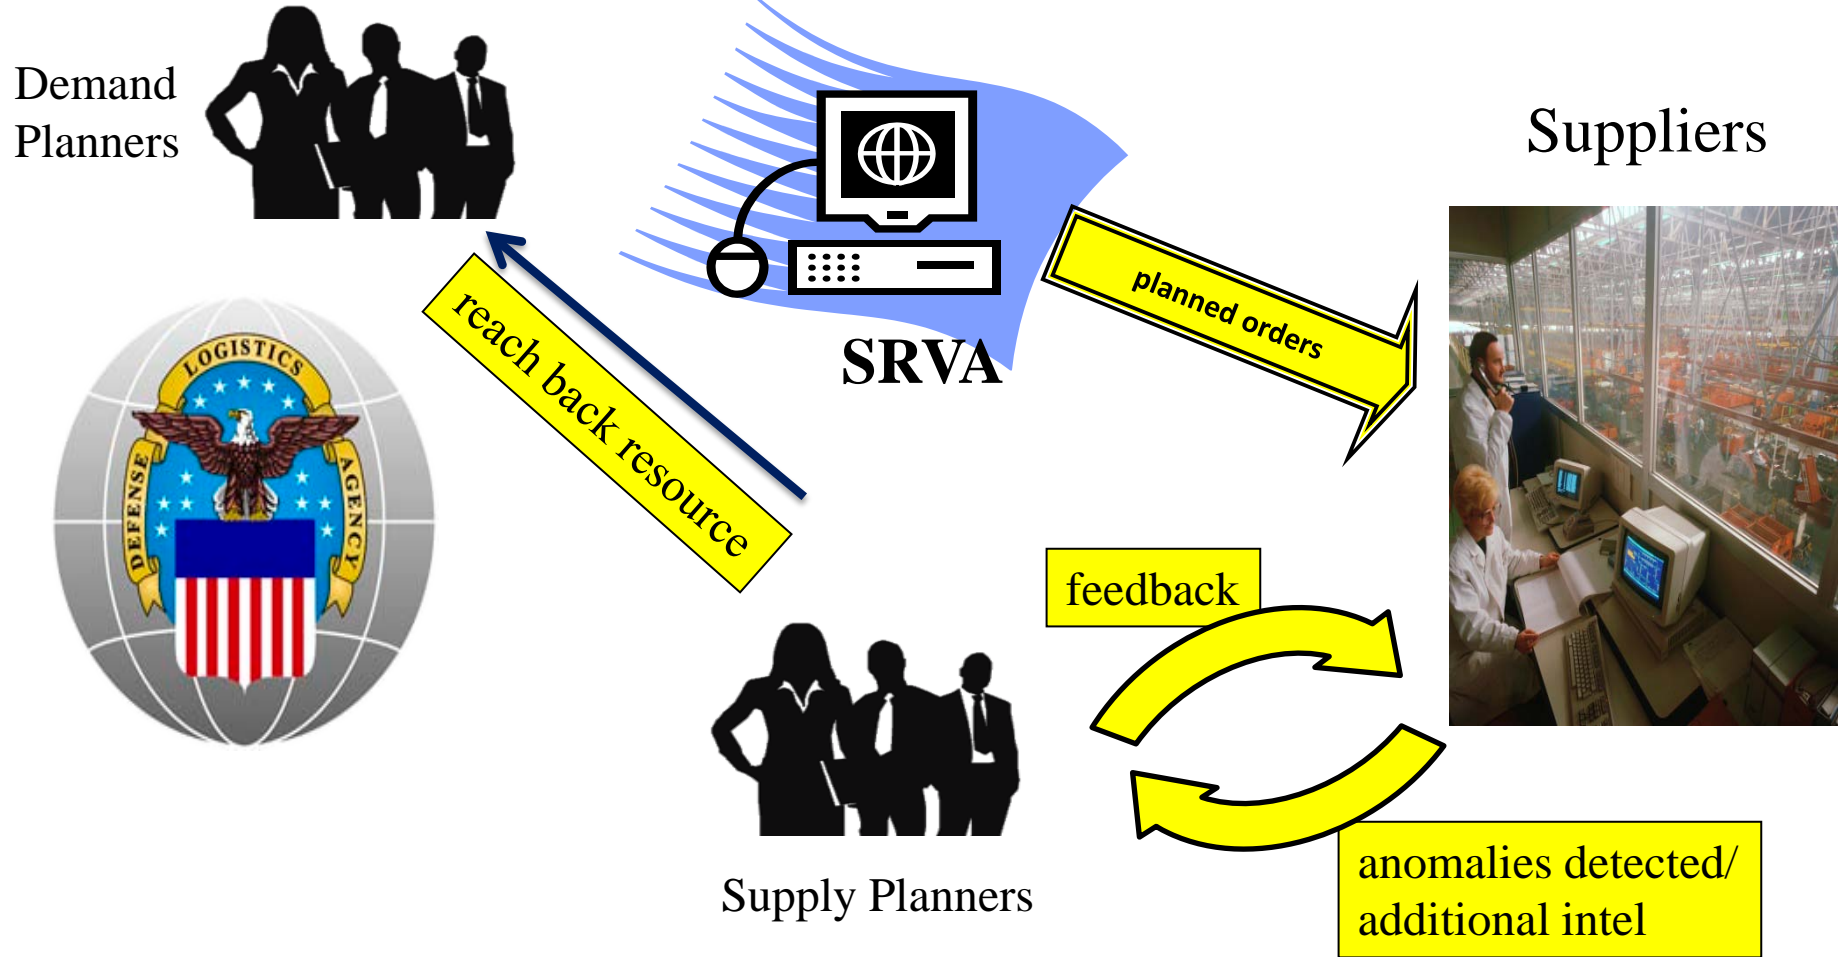 Demand
Planners
SRVA
Suppliers
planned orders
reach back resource
DEFENSE
LOGISTICS
AGENCY
feedback
Supply Planners
anomalies detected/
additional intel